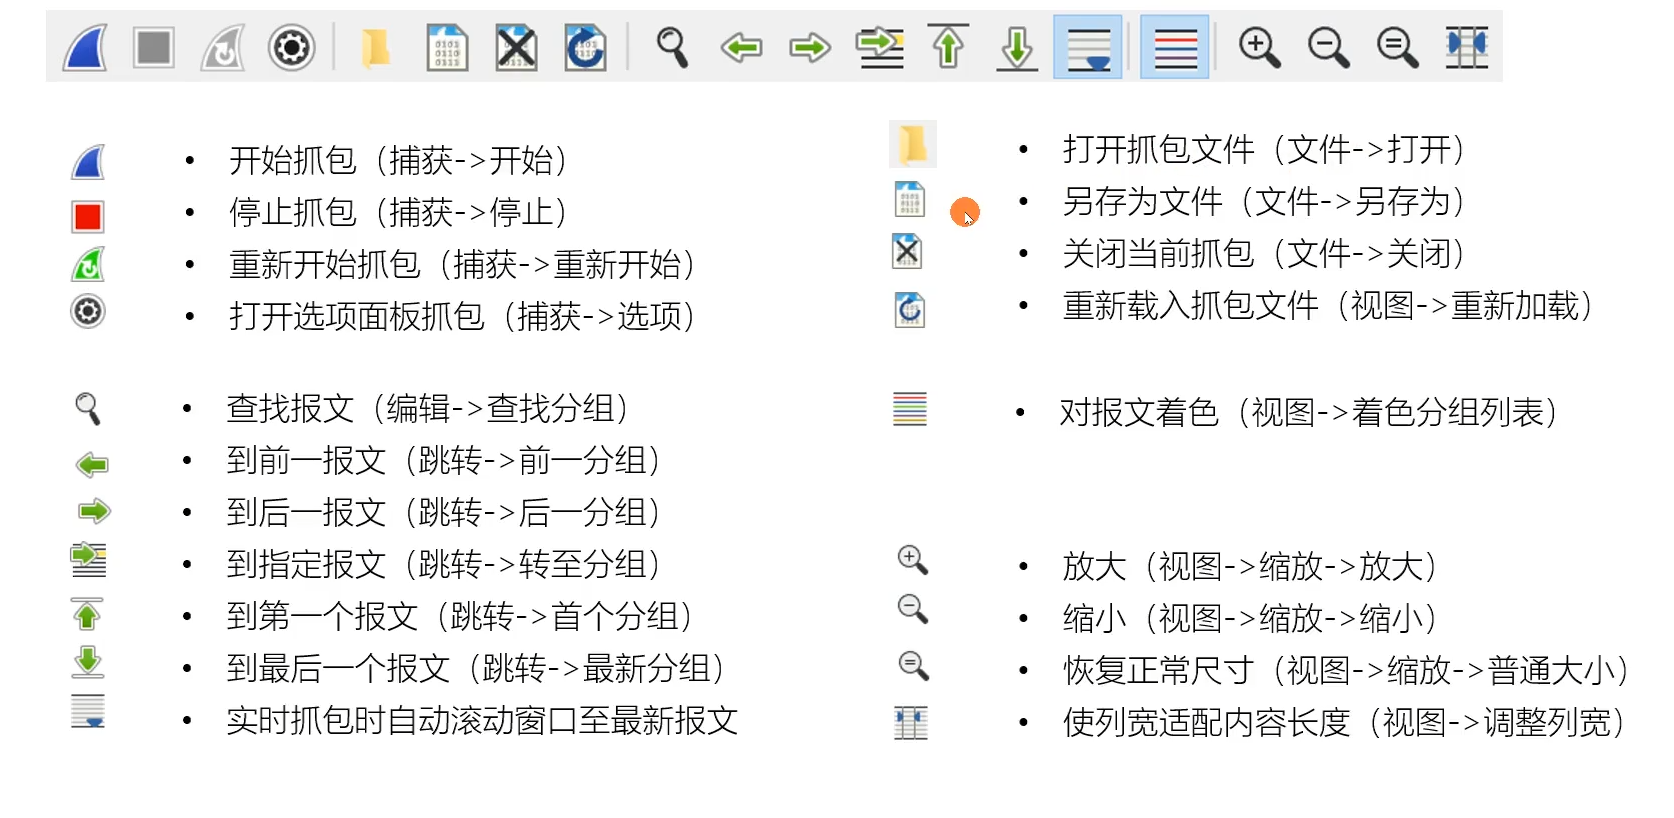 • 开始抓包（捕获->开始）
• 停止抓包（捕获->停止）
• 重新开始抓包（捕获->重新开始）
• 打开选项面板抓包（捕获->选项）
• 查找报文（编辑->查找分组）
• 到前一报文（跳转->前一分组）
• 到后一报文（跳转->后一分组）
• 到指定报文（跳转->转至分组）
• 到第一个报文（跳转->首个分组）
• 到最后一个报文（跳转->最新分组）
• 实时抓包时自动滚动窗口至最新报文
• 打开抓包文件（文件->打开）
• 另存为文件（文件->另存为）
• 关闭当前抓包（文件->关闭）
• 重新载入抓包文件（视图->重新加载）
• 对报文着色（视图->着色分组列表）
• 放大（视图->缩放->放大）
• 缩小（视图->缩放->缩小）
• 恢复正常尺寸（视图->缩放->普通大小）
• 使列宽适配内容长度（视图->调整列宽）